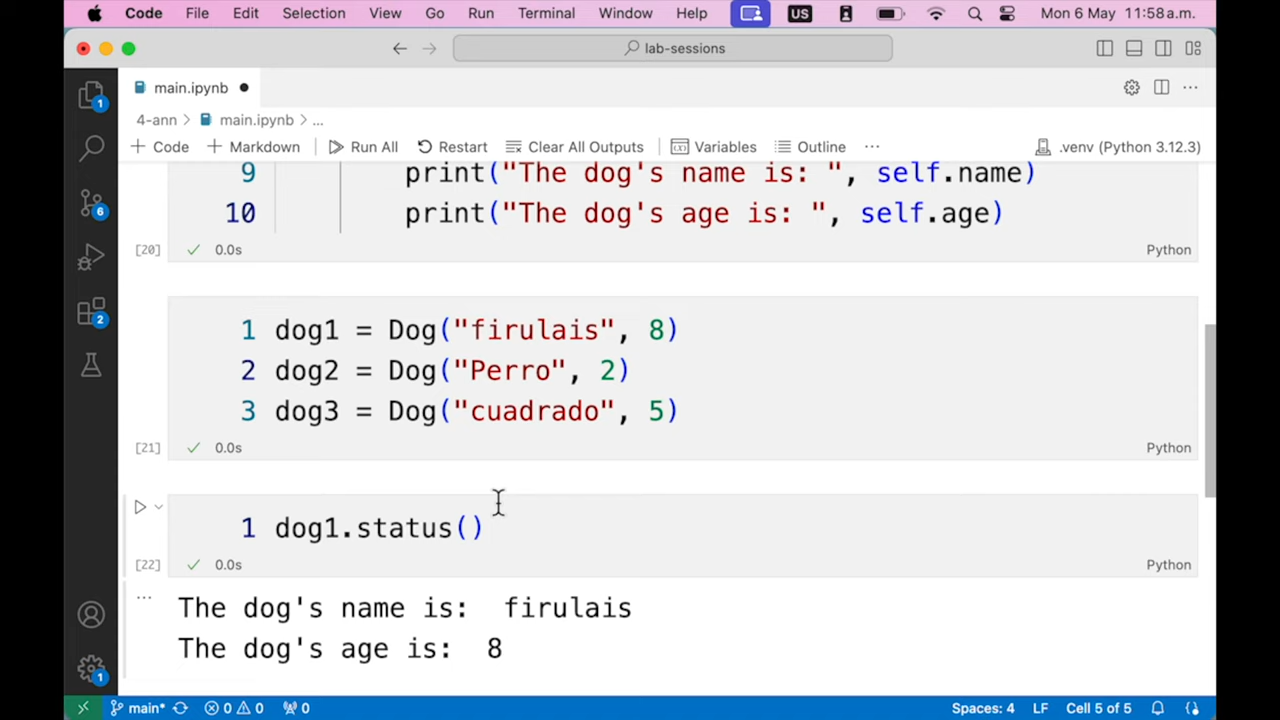 Code File Edit Selection View Go Run Terminal Window Help US Mon 6 May 11:58 a.m.
lab-sessions
main.ipynb
4-ann > main.ipynb > ...
+ Code + Markdown Run All Restart Clear All Outputs Variables Outline ... .venv (Python 3.12.3)
1
6
2
1
9 print("The dog's name is: ", self.name)
10 print("The dog's age is: ", self.age)
[20] 0.0s Python
1 dog1 = Dog("firulais", 8)
2 dog2 = Dog("Perro", 2)
3 dog3 = Dog("cuadrado", 5)
[21] 0.0s Python
1 dog1.status()
[22] 0.0s Python
...
The dog's name is:  firulais
The dog's age is:  8
main* 0 0 0 Spaces: 4 LF Cell 5 of 5